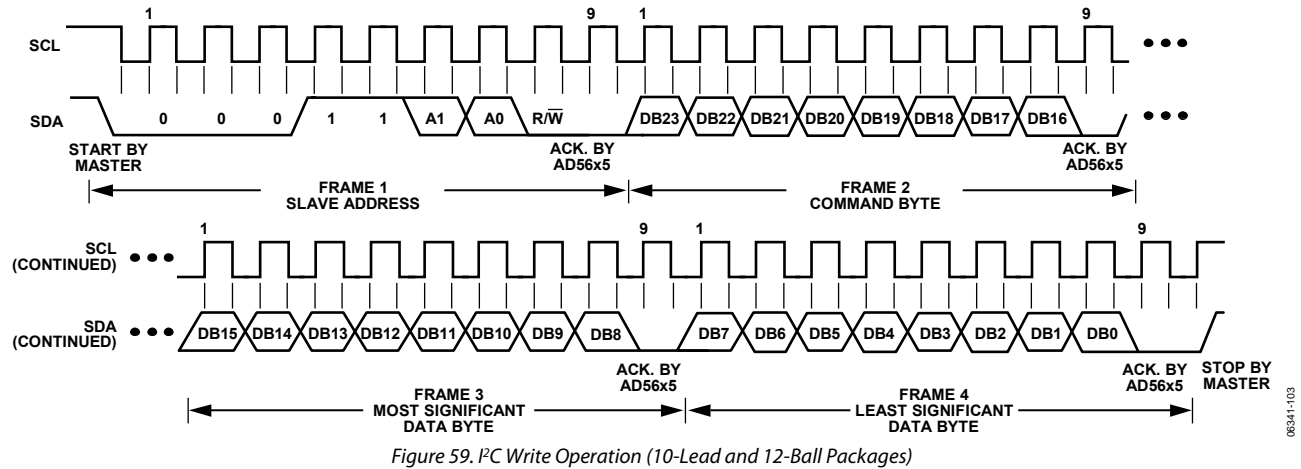 1 9 1 9
SCL
SDA 0 0 0 1 1 A1 A0 R/W̅ DB23 DB22 DB21 DB20 DB19 DB18 DB17 DB16
START BY
MASTER
ACK. BY
AD56x5
ACK. BY
AD56x5
FRAME 1
SLAVE ADDRESS
FRAME 2
COMMAND BYTE
1 9 1 9
SCL
(CONTINUED)
SDA
(CONTINUED)
DB15 DB14 DB13 DB12 DB11 DB10 DB9 DB8 DB7 DB6 DB5 DB4 DB3 DB2 DB1 DB0
ACK. BY
AD56x5
ACK. BY
AD56x5
STOP BY
MASTER
FRAME 3
MOST SIGNIFICANT
DATA BYTE
FRAME 4
LEAST SIGNIFICANT
DATA BYTE
06341-103
Figure 59. I²C Write Operation (10-Lead and 12-Ball Packages)